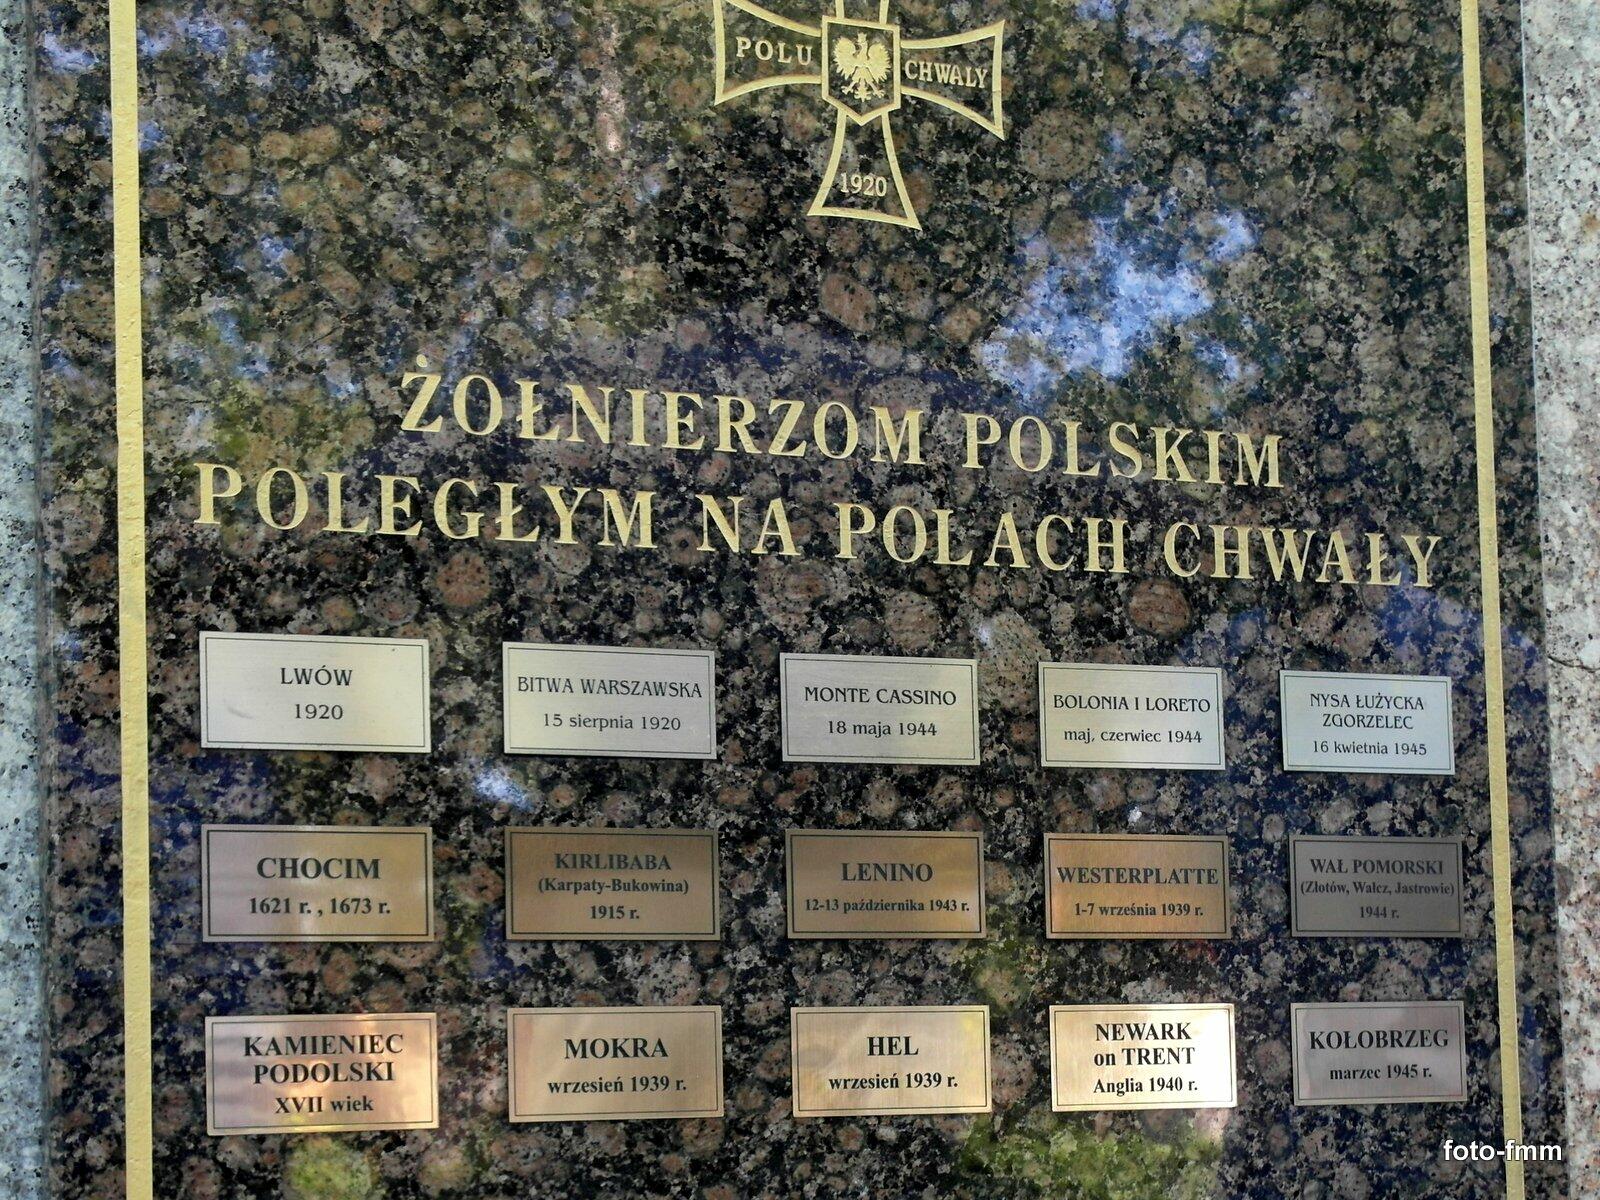 POLU CHWAŁY
1920
ŻOŁNIERZOM POLSKIM
POLEGŁYM NA POLACH CHWAŁY
LWÓW
1920
BITWA WARSZAWSKA
15 sierpnia 1920
MONTE CASSINO
18 maja 1944
BOLONIA I LORETO
maj, czerwiec 1944
NYSA ŁUŻYCKA
ZGORZELEC
16 kwietnia 1945
CHOCIM
1621 r. , 1673 r.
KIRLIBABA
(Karpaty-Bukowina)
1915 r.
LENINO
12-13 października 1943 r.
WESTERPLATTE
1-7 września 1939 r.
WAŁ POMORSKI
(Złotów, Wałcz, Jastrowie)
1944 r.
KAMIENIEC
PODOLSKI
XVII wiek
MOKRA
wrzesień 1939 r.
HEL
wrzesień 1939 r.
NEWARK
on TRENT
Anglia 1940 r.
KOŁOBRZEG
marzec 1945 r.
foto-fmm